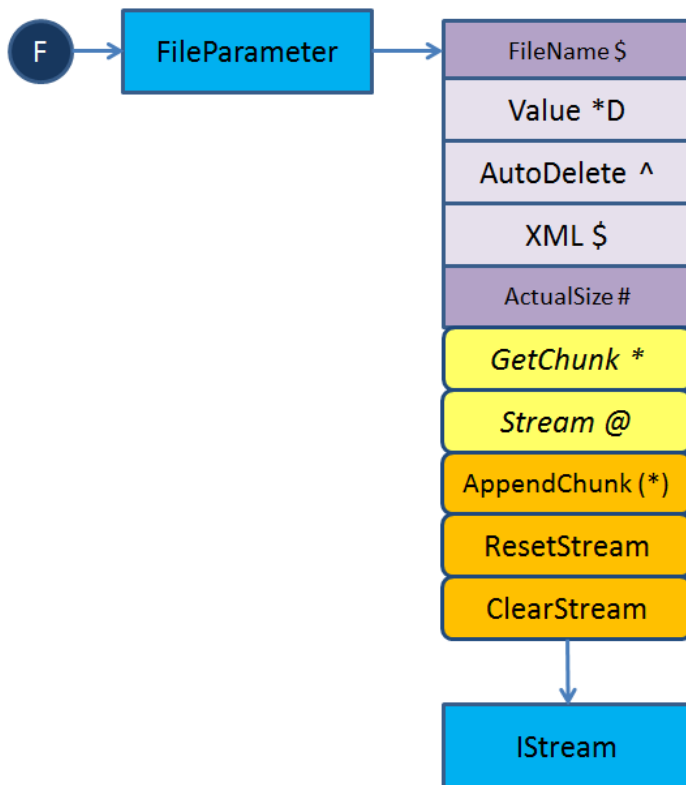 F
FileParameter
FileName $
Value *D
AutoDelete ^
XML $
ActualSize #
GetChunk *
Stream @
AppendChunk (*)
ResetStream
ClearStream
IStream